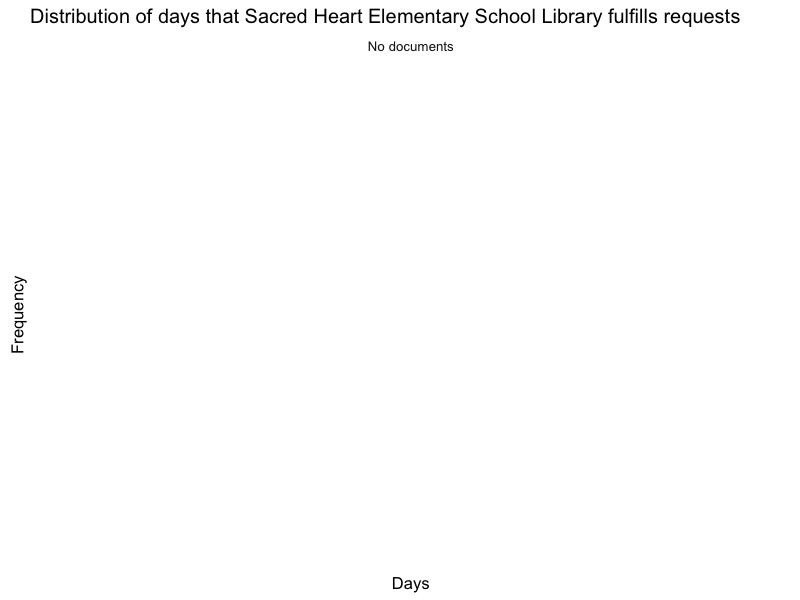 Distribution of days that Sacred Heart Elementary School Library fulfills requests
No documents
Frequency
Days